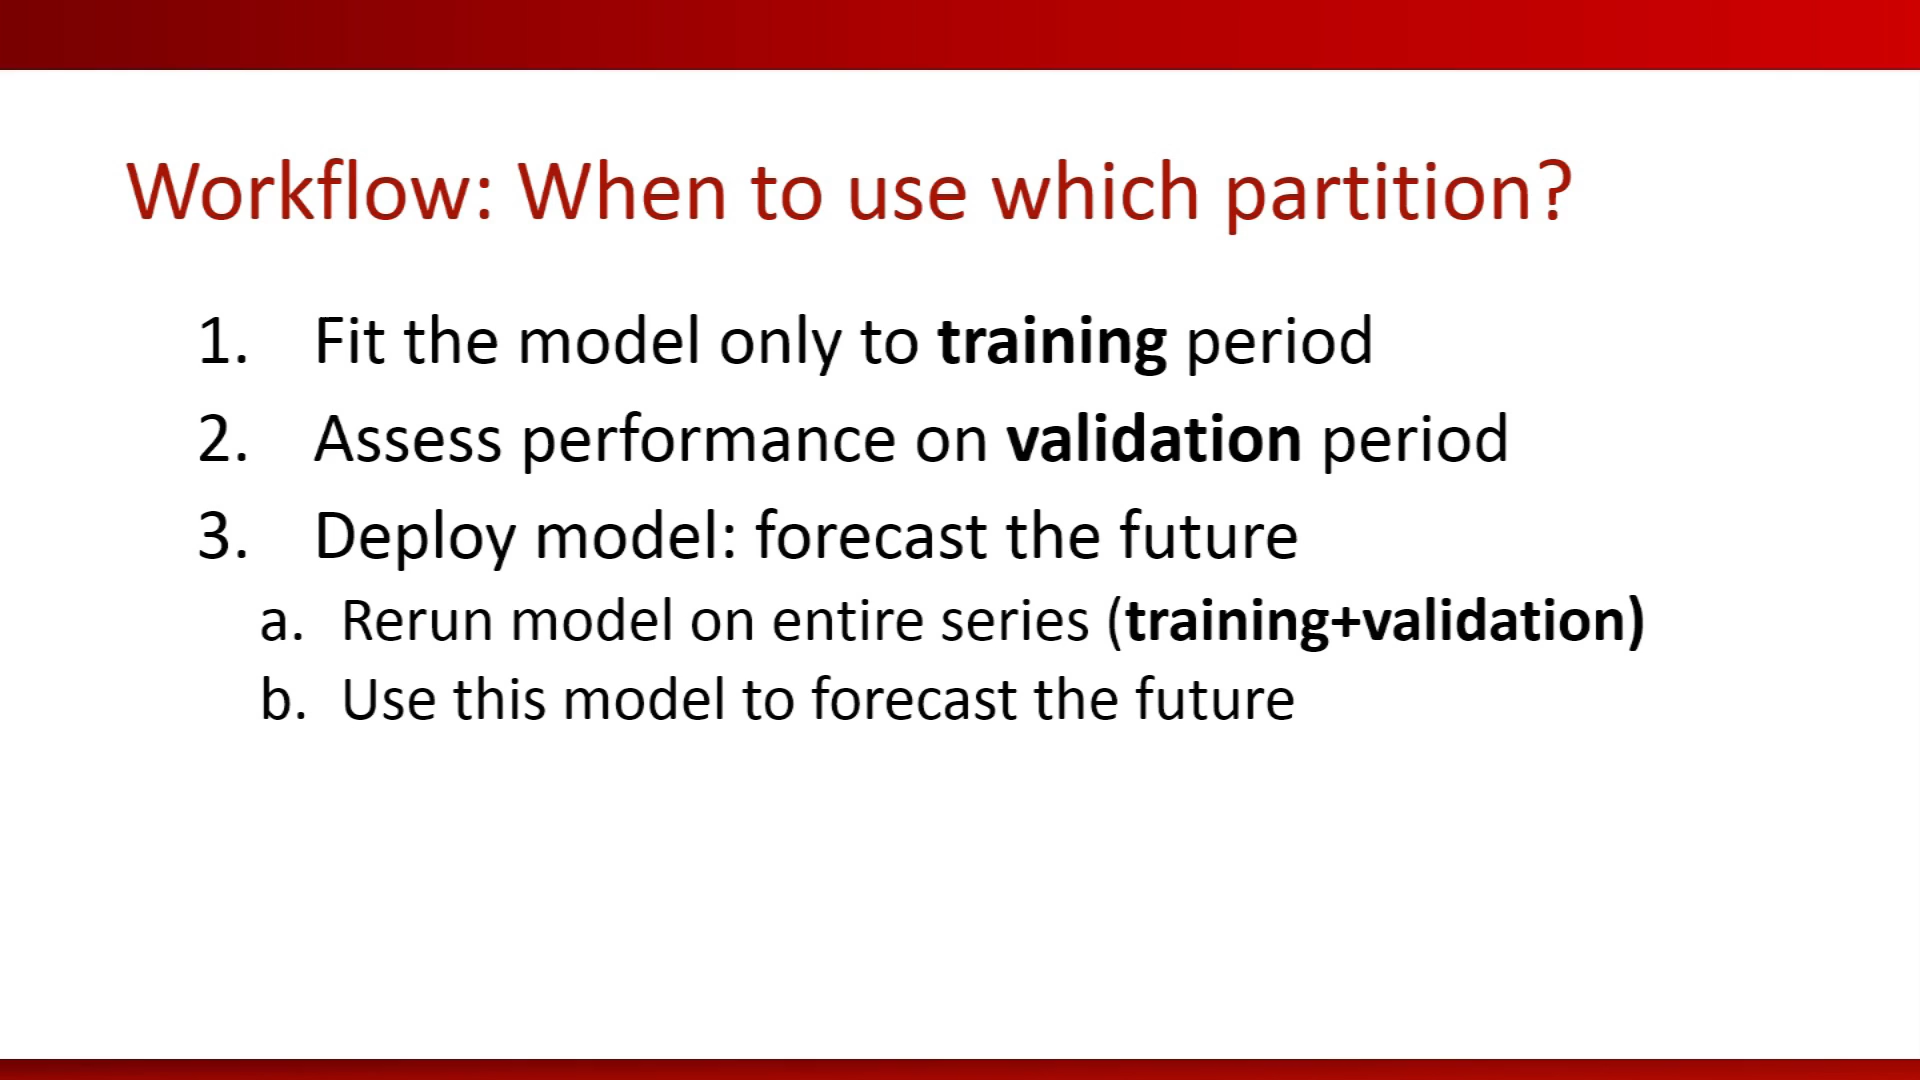 Workflow: When to use which partition?
1. Fit the model only to training period
2. Assess performance on validation period
3. Deploy model: forecast the future
a. Rerun model on entire series (training+validation)
b. Use this model to forecast the future